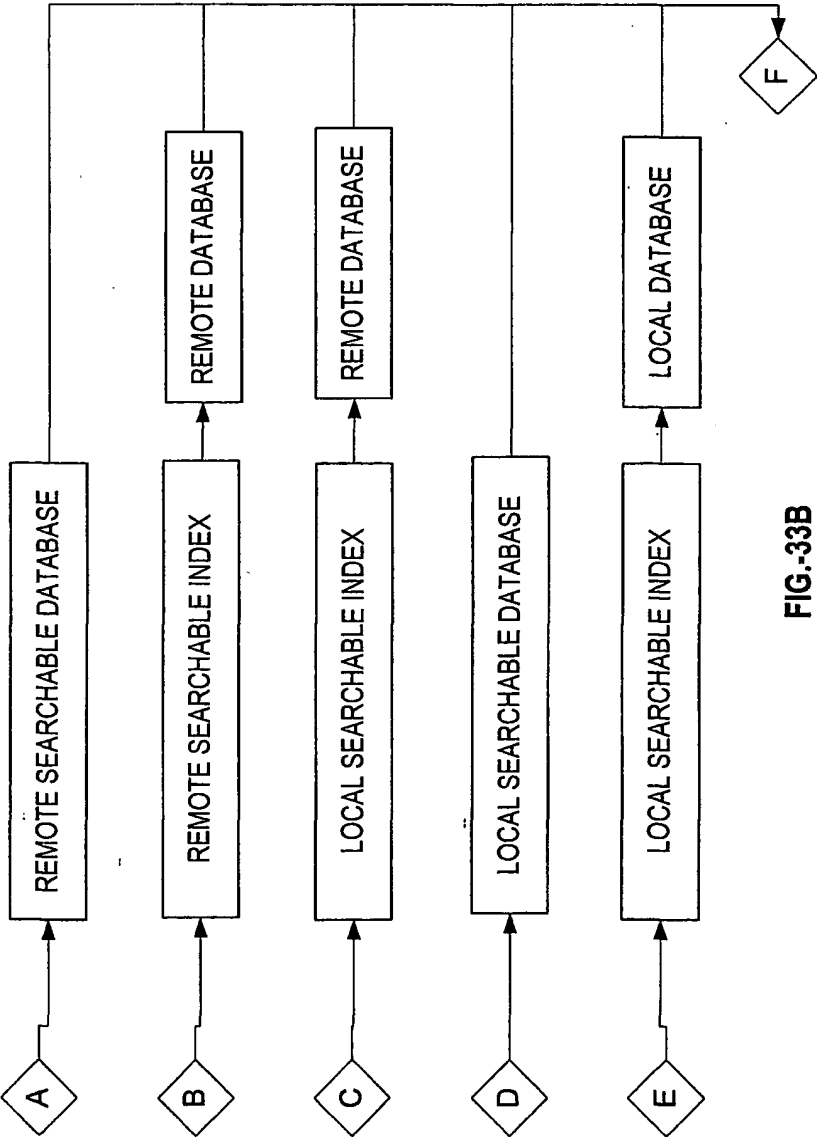 A
REMOTE SEARCHABLE DATABASE
B
REMOTE SEARCHABLE INDEX
REMOTE DATABASE
C
LOCAL SEARCHABLE INDEX
REMOTE DATABASE
D
LOCAL SEARCHABLE DATABASE
E
LOCAL SEARCHABLE INDEX
LOCAL DATABASE
F
FIG.-33B